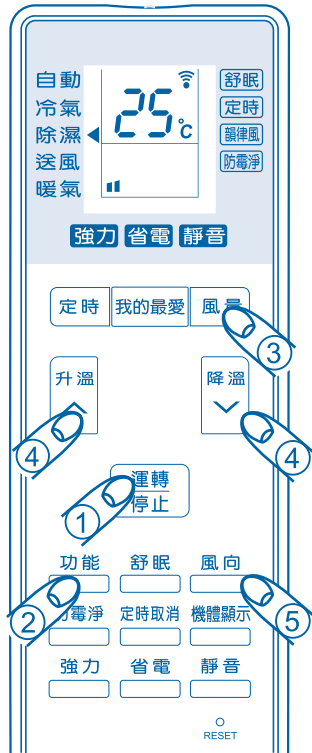 自動
冷氣
除濕
送風
暖氣
25°c
舒眠
定時
韻律風
防霉淨
強力 省電 靜音
定時 我的最愛 風量
③
升溫 降溫
④ ④
運轉
停止
①
功能 舒眠 風向
② ⑤
防霉淨 定時取消 機體顯示
強力 省電 靜音
RESET